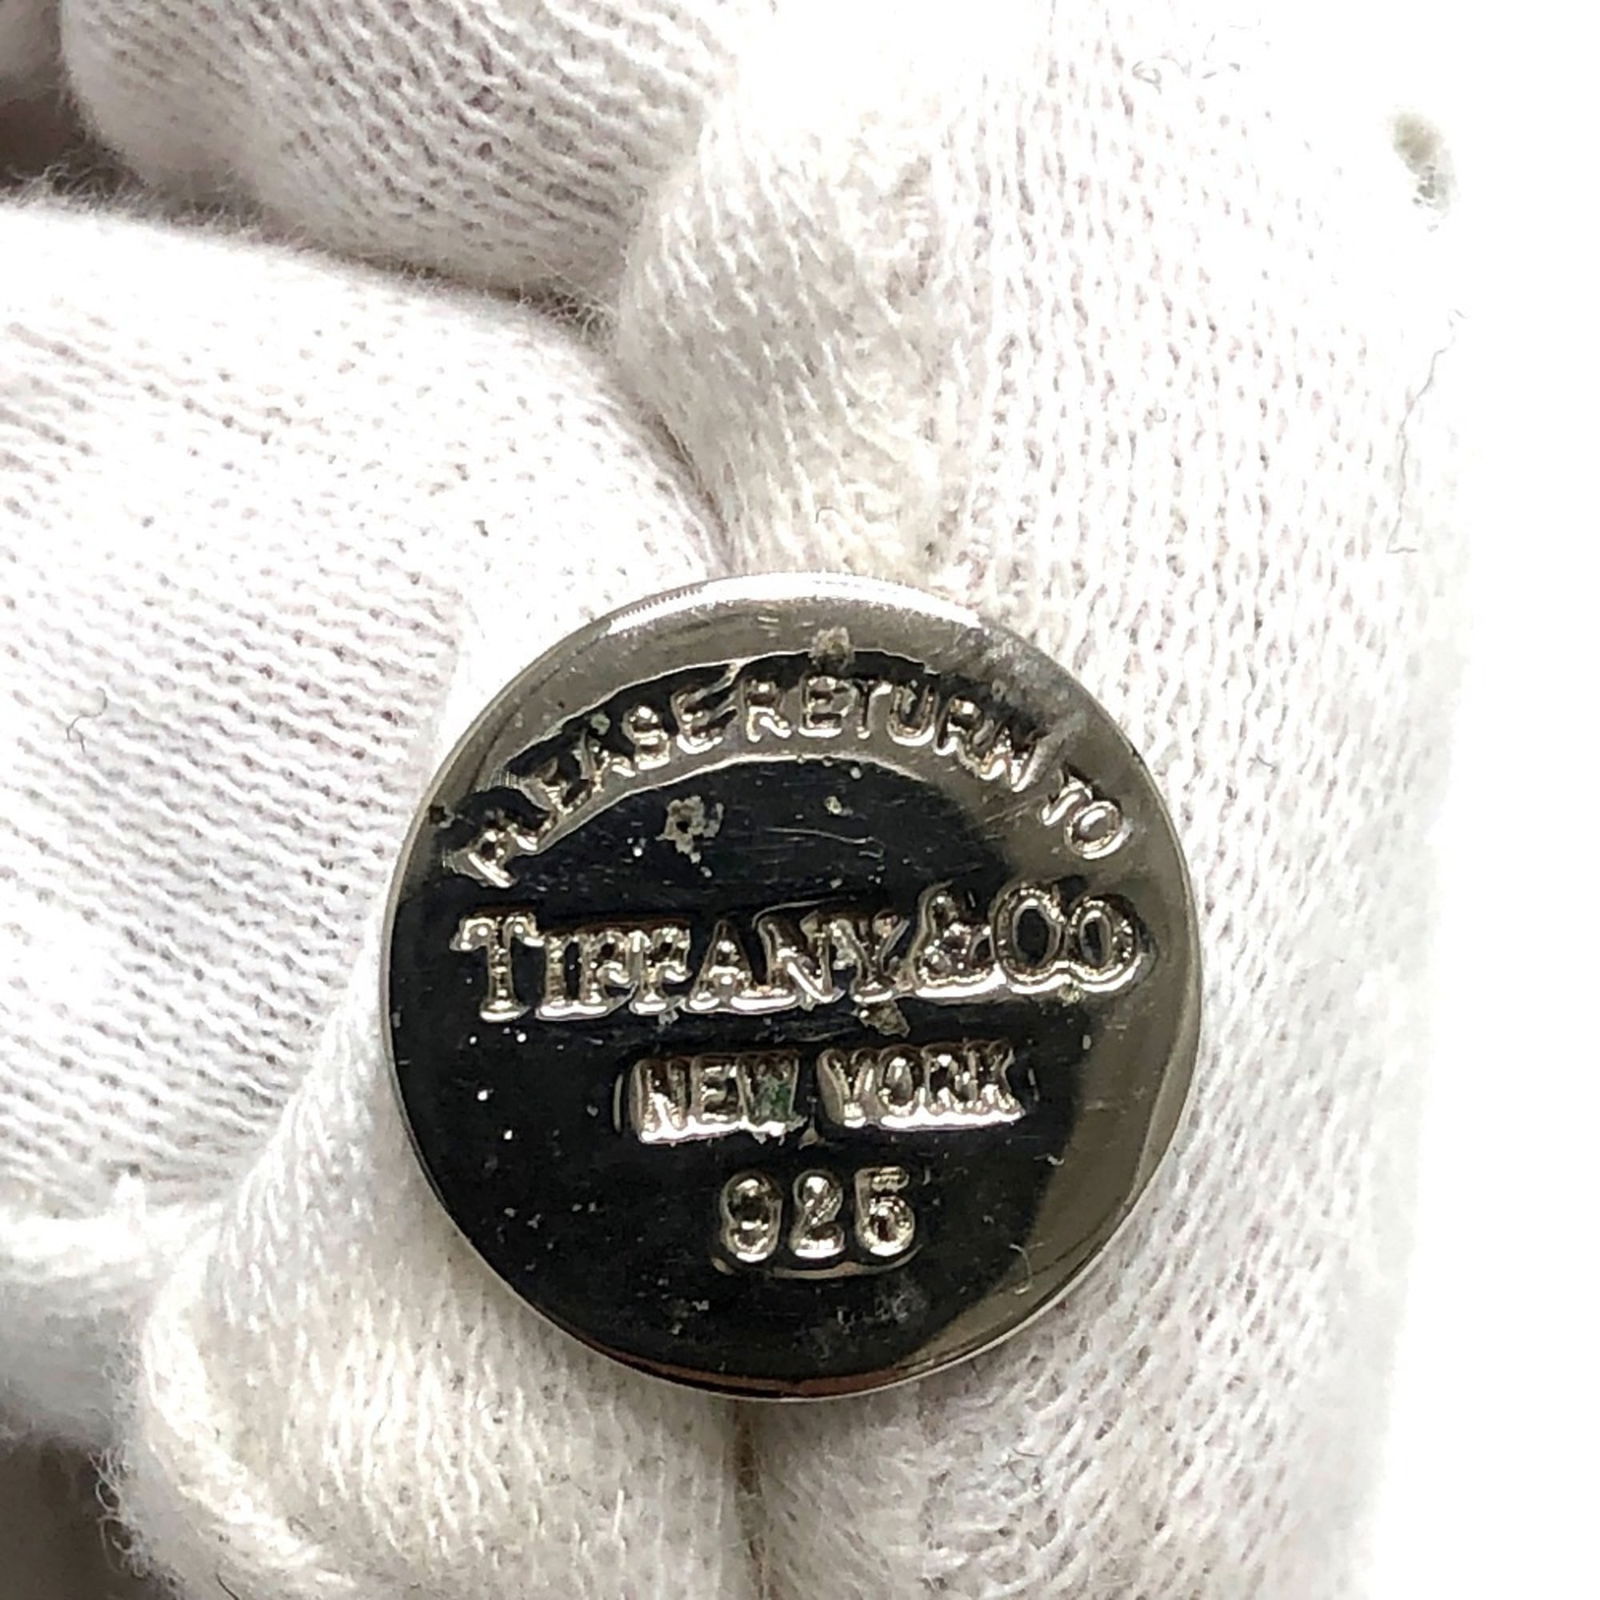 PLEASE RETURN TO
TIFFANY & CO
NEW YORK
925